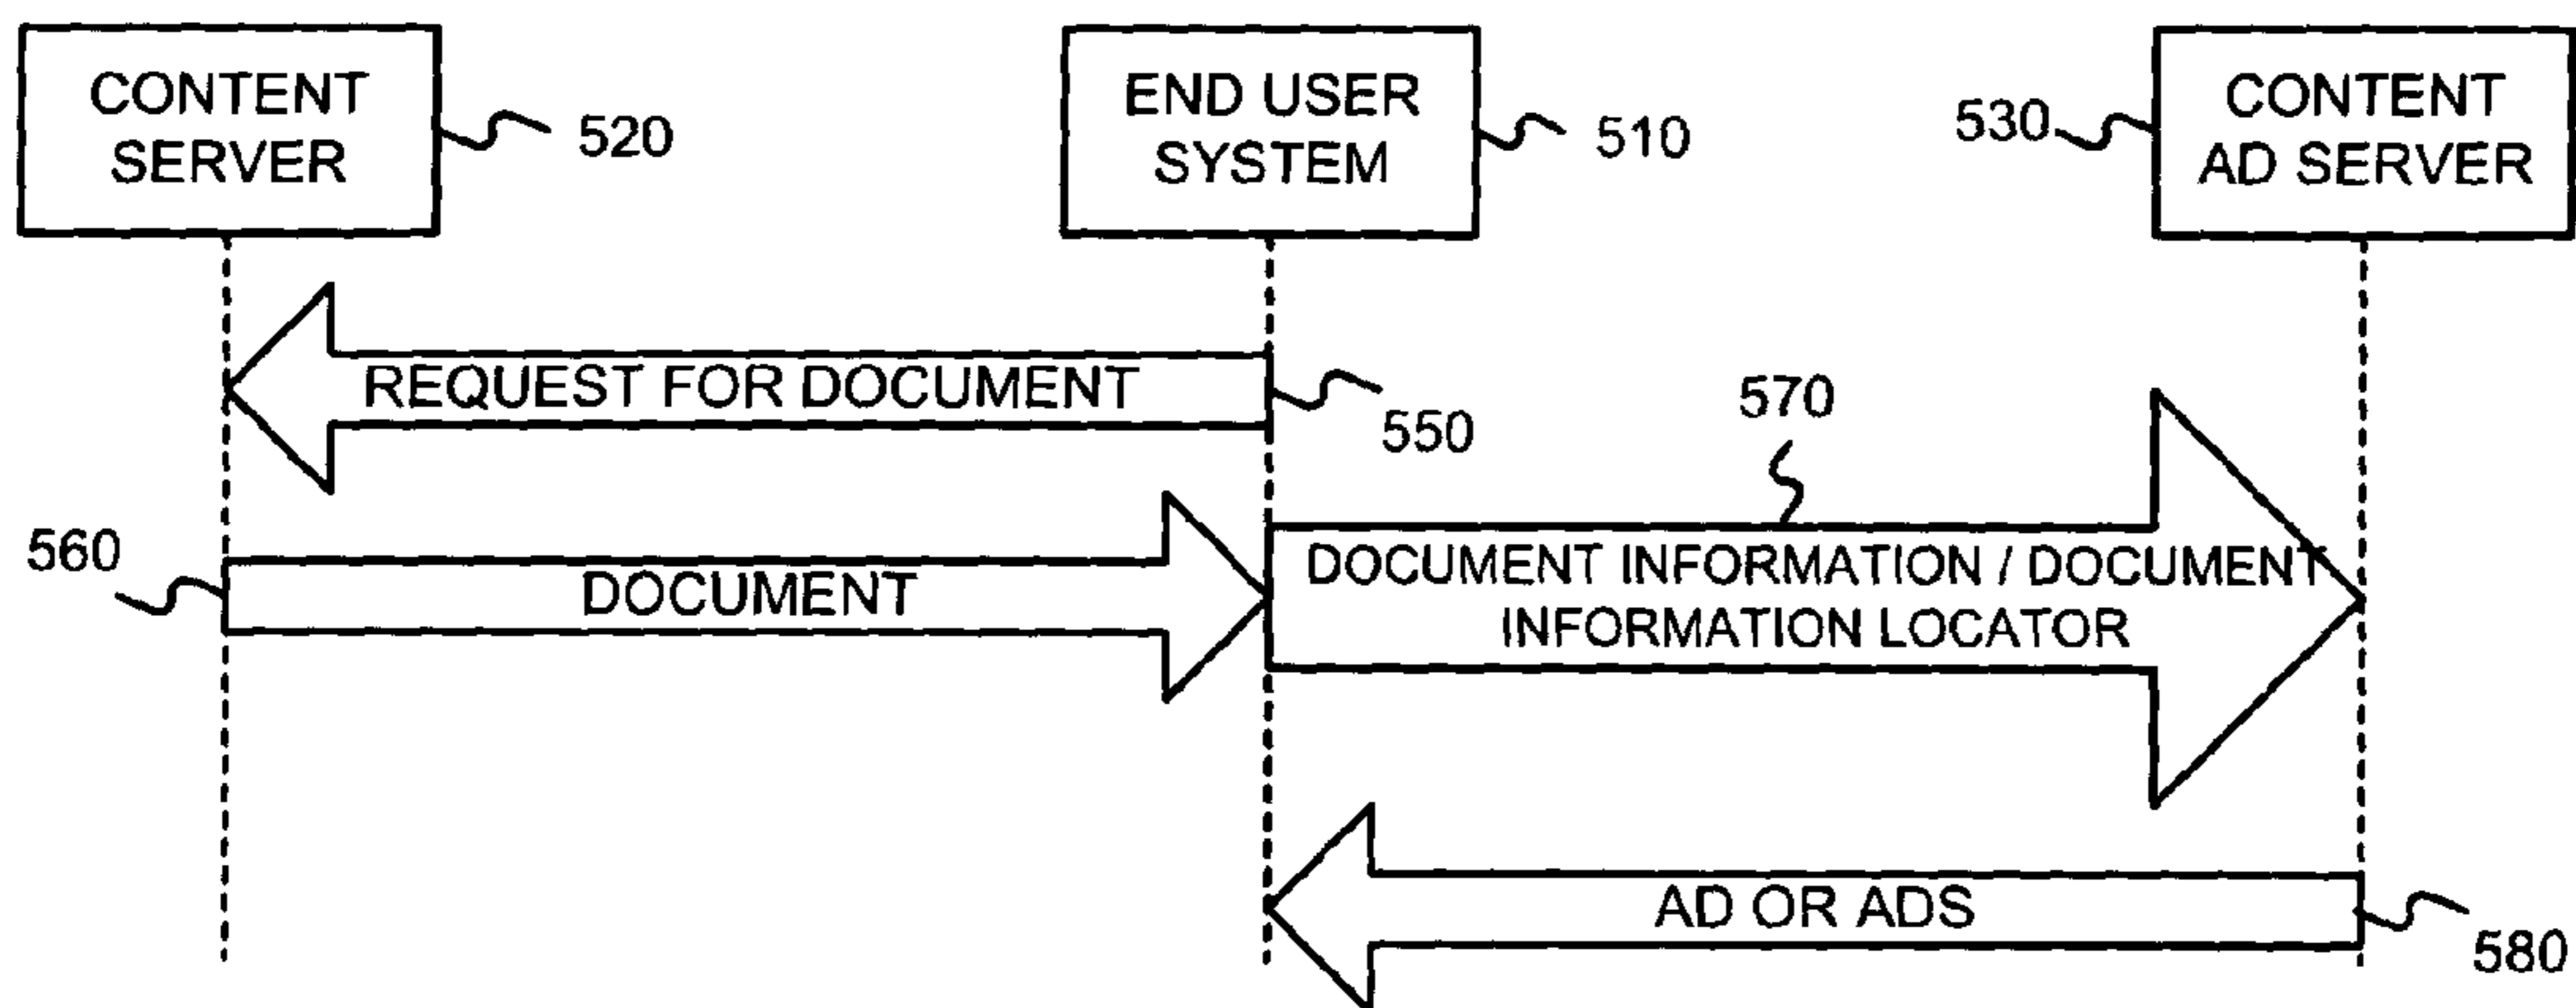 CONTENT
SERVER
520
END USER
SYSTEM
510
530
CONTENT
AD SERVER
REQUEST FOR DOCUMENT
550
570
560
DOCUMENT
DOCUMENT INFORMATION / DOCUMENT
INFORMATION LOCATOR
AD OR ADS
580